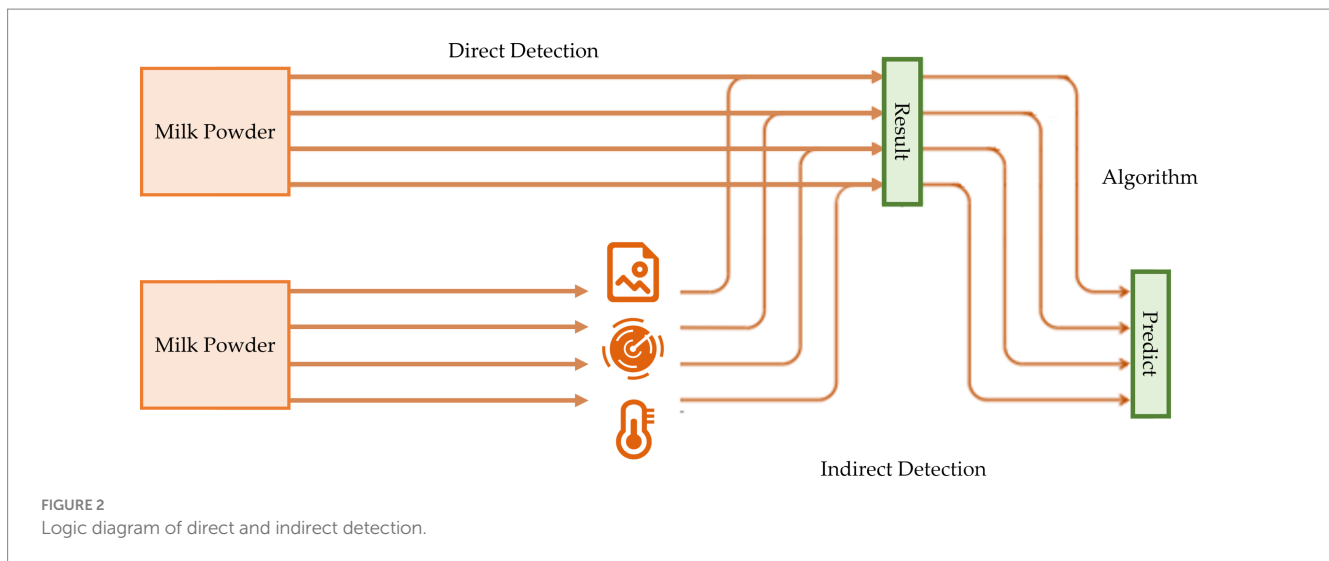 Direct Detection
Milk Powder
Result
Algorithm
Milk Powder
Predict
Indirect Detection
FIGURE 2
Logic diagram of direct and indirect detection.